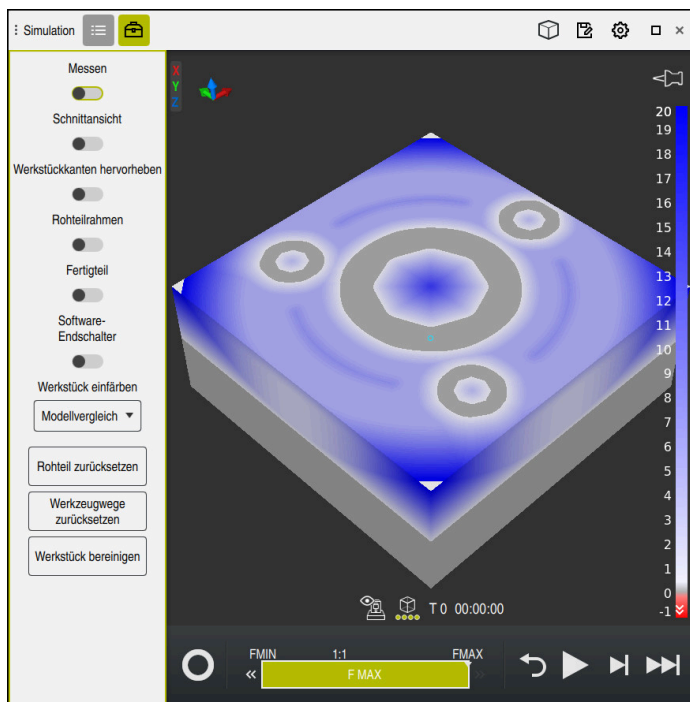 Simulation
Messen
Schnittansicht
Werkstückkanten hervorheben
Rohteilrahmen
Fertigteil
Software-
Endschalter
Werkstück einfärben
Modellvergleich
Rohteil zurücksetzen
Werkzeugwege
zurücksetzen
Werkstück bereinigen
X
Y
Z
20
19
18
17
16
15
14
13
12
11
10
9
8
7
6
5
4
3
2
1
0
-1
T 0 00:00:00
FMIN 1:1 FMAX
F MAX